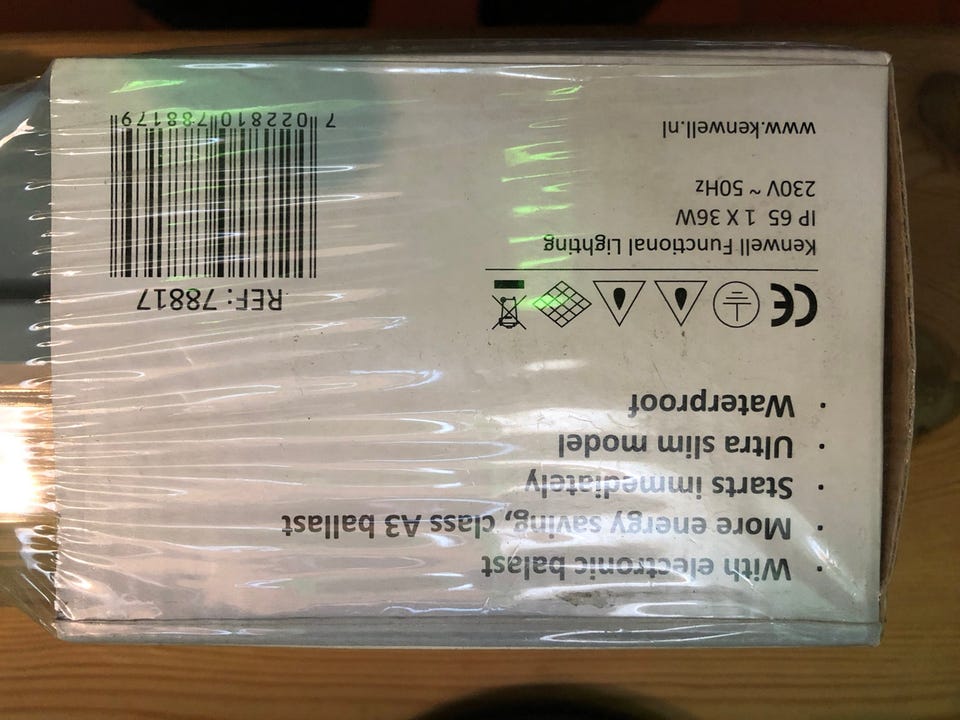 · With electronic balast
· More energy saving, class A3 ballast
· Starts immediately
· Ultra slim model
· Waterproof
CE
Kenwell Functional Lighting
IP 65 1 X 36W
230V ~ 50Hz
www.kenwell.nl
REF: 78817
7 022810 788179